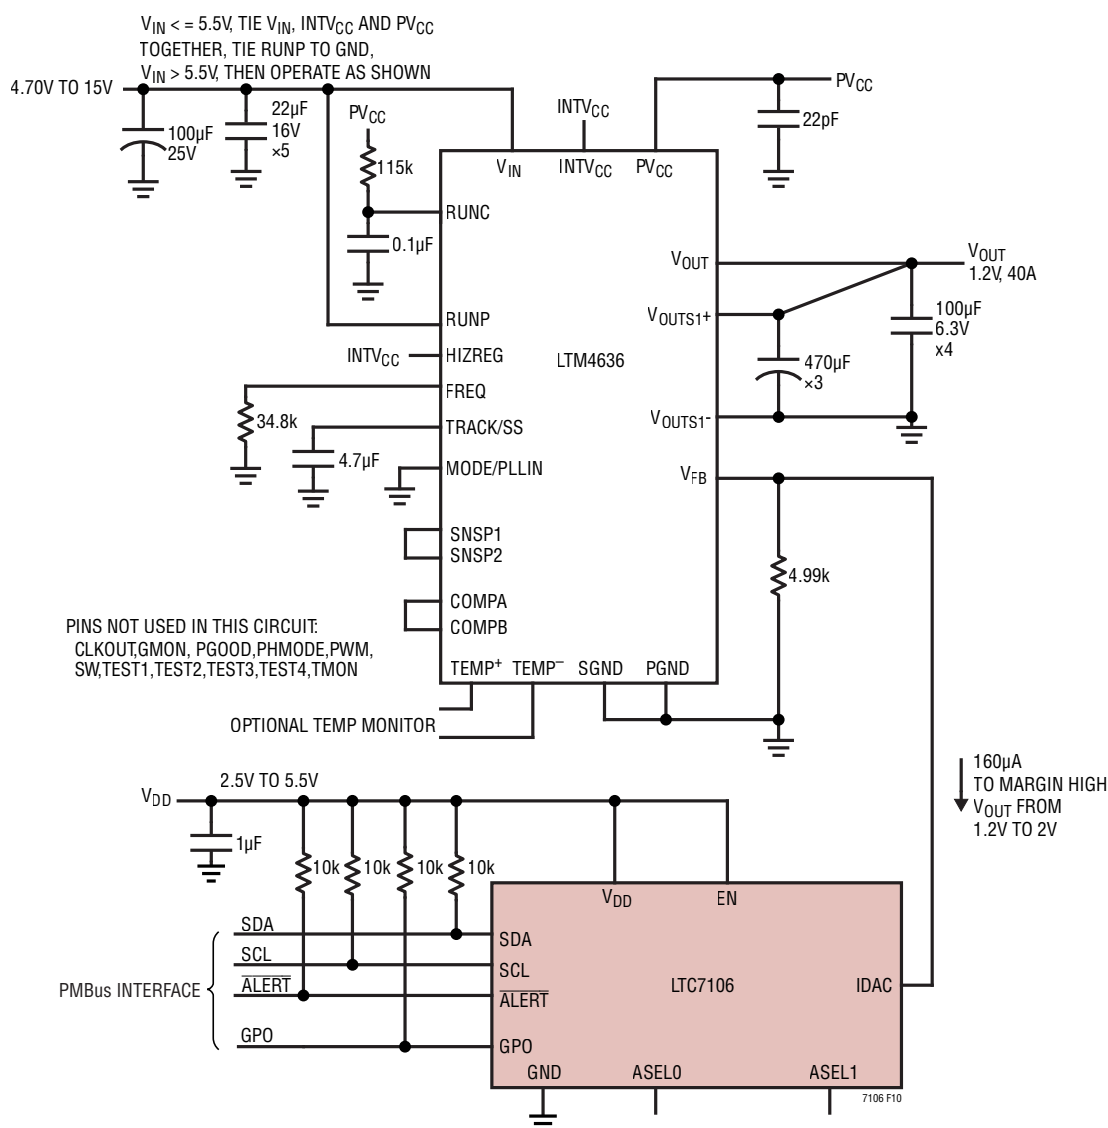 V_IN <= 5.5V, TIE V_IN, INTV_CC AND PV_CC
TOGETHER, TIE RUNP TO GND,
V_IN > 5.5V, THEN OPERATE AS SHOWN
4.70V TO 15V
100µF
25V
22µF
16V
×5
PV_CC
115k
0.1µF
INTV_CC
PV_CC
22pF
V_IN
INTV_CC
PV_CC
RUNC
RUNP
INTV_CC
HIZREG
FREQ
34.8k
TRACK/SS
4.7µF
MODE/PLLIN
SNSP1
SNSP2
COMPA
COMPB
LTM4636
V_OUT
V_OUT
1.2V, 40A
V_OUTS1+
100µF
6.3V
x4
470µF
×3
V_OUTS1-
V_FB
4.99k
PINS NOT USED IN THIS CIRCUIT:
CLKOUT,GMON, PGOOD,PHMODE,PWM,
SW,TEST1,TEST2,TEST3,TEST4,TMON
TEMP+
TEMP–
SGND
PGND
OPTIONAL TEMP MONITOR
160µA
TO MARGIN HIGH
V_OUT FROM
1.2V TO 2V
2.5V TO 5.5V
V_DD
1µF
10k
10k
10k
10k
V_DD
EN
PMBus INTERFACE
SDA
SCL
ALERT
GPO
SDA
SCL
ALERT
GPO
LTC7106
IDAC
GND
ASEL0
ASEL1
7106 F10